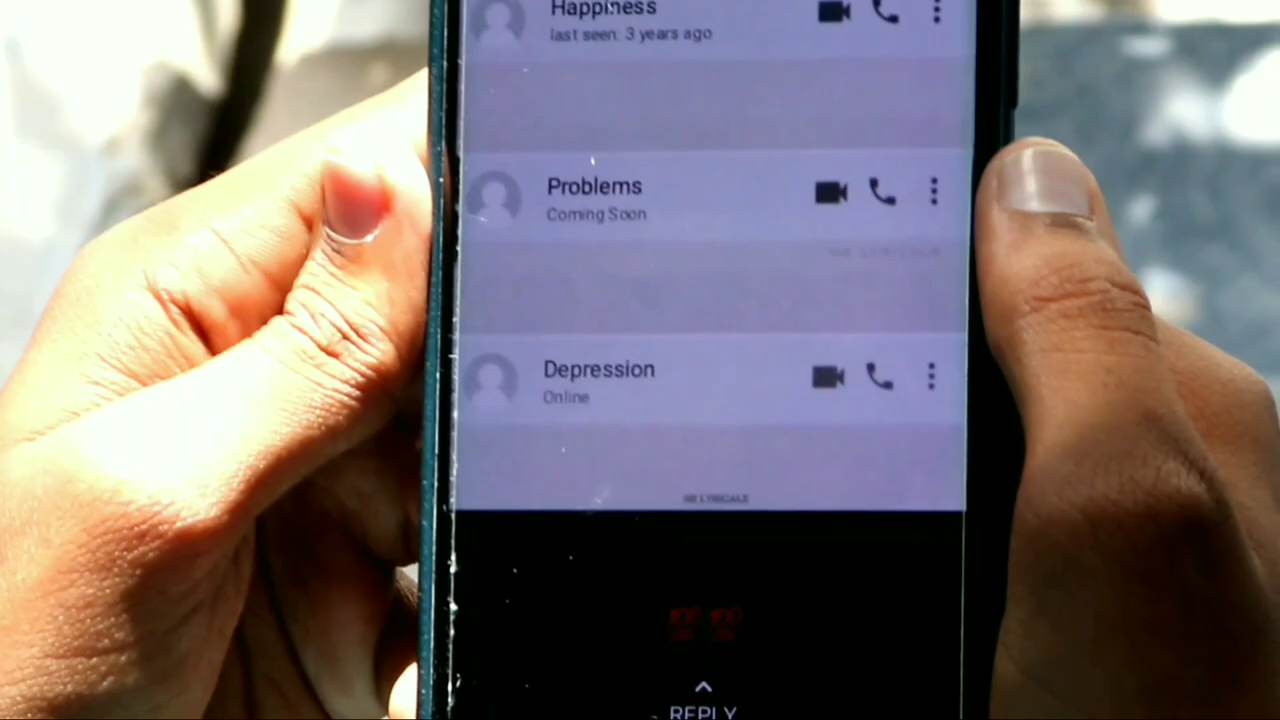 Happiness
last seen: 3 years ago
Problems
Coming Soon
Depression
Online
REPLY